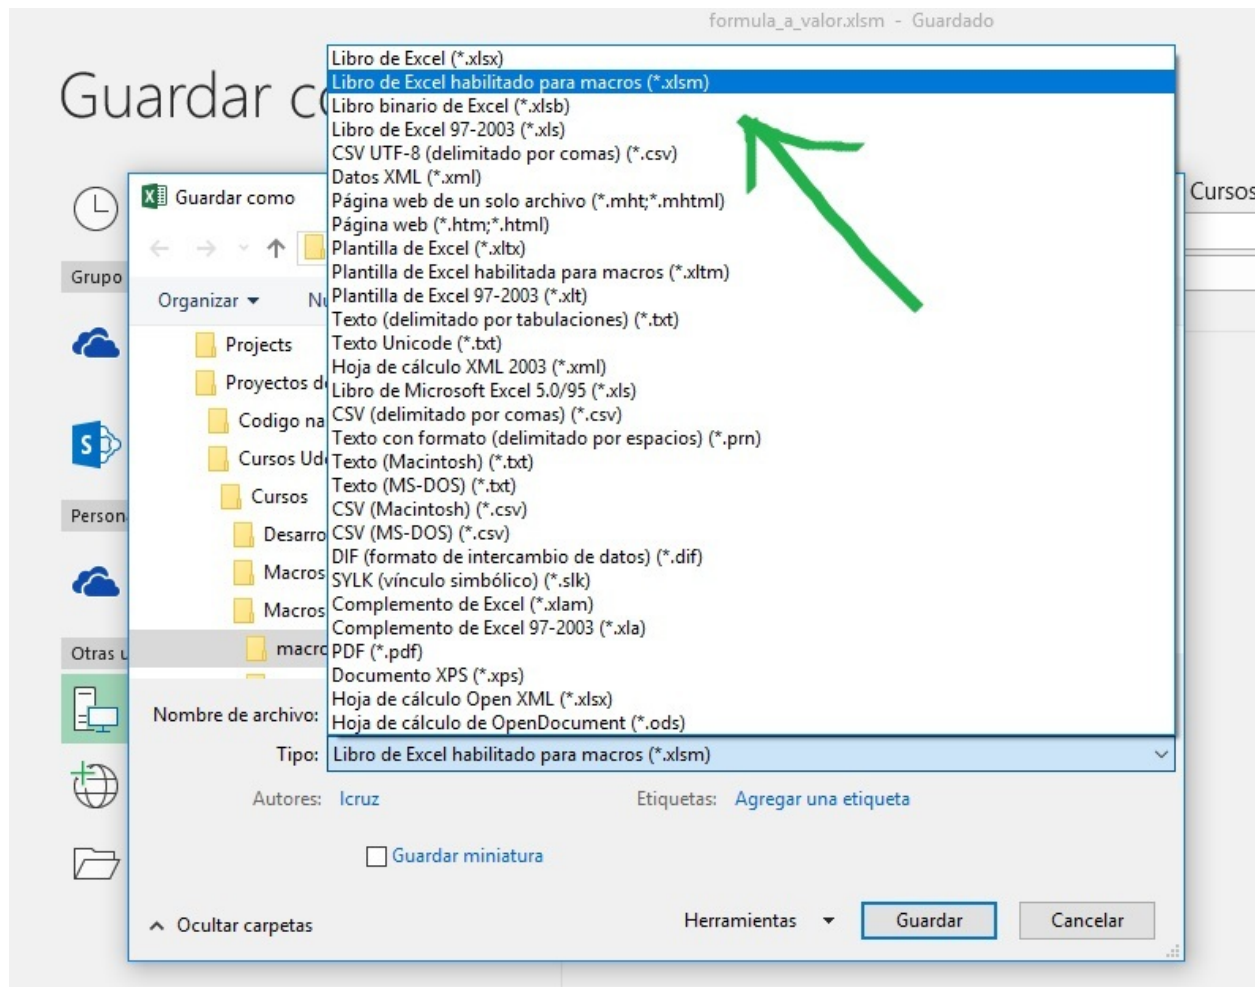 formula_a_valor.xlsm - Guardado
Guardar
Libro de Excel (*.xlsx)
Libro de Excel habilitado para macros (*.xlsm)
Libro binario de Excel (*.xlsb)
Libro de Excel 97-2003 (*.xls)
CSV UTF-8 (delimitado por comas) (*.csv)
Datos XML (*.xml)
Página web de un solo archivo (*.mht;*.mhtml)
Página web (*.htm;*.html)
Plantilla de Excel (*.xltx)
Plantilla de Excel habilitada para macros (*.xltm)
Plantilla de Excel 97-2003 (*.xlt)
Texto (delimitado por tabulaciones) (*.txt)
Texto Unicode (*.txt)
Hoja de cálculo XML 2003 (*.xml)
Libro de Microsoft Excel 5.0/95 (*.xls)
CSV (delimitado por comas) (*.csv)
Texto con formato (delimitado por espacios) (*.prn)
Texto (Macintosh) (*.txt)
Texto (MS-DOS) (*.txt)
CSV (Macintosh) (*.csv)
CSV (MS-DOS) (*.csv)
DIF (formato de intercambio de datos) (*.dif)
SYLK (vínculo simbólico) (*.slk)
Complemento de Excel (*.xlam)
Complemento de Excel 97-2003 (*.xla)
PDF (*.pdf)
Documento XPS (*.xps)
Hoja de cálculo Open XML (*.xlsx)
Hoja de cálculo de OpenDocument (*.ods)
Guardar como
Cursos
Grupo
Organizar
Projects
Proyectos
Codigo
Cursos
Cursos
Macros
Macros
Otras
Nombre de archivo:
Tipo: Libro de Excel habilitado para macros (*.xlsm)
Autores: Icruz Etiquetas: Agregar una etiqueta
Guardar miniatura
Ocultar carpetas Herramientas Guardar Cancelar